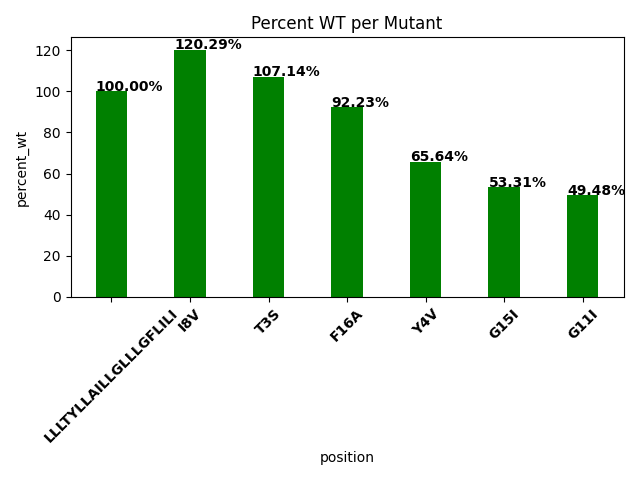 Percent WT per Mutant
percent_wt
120
100
80
60
40
20
0
100.00%
120.29%
107.14%
92.23%
65.64%
53.31%
49.48%
LLLTYLLAILLGLLLGFLILI
I8V
T3S
F16A
Y4V
G15I
G11I
position